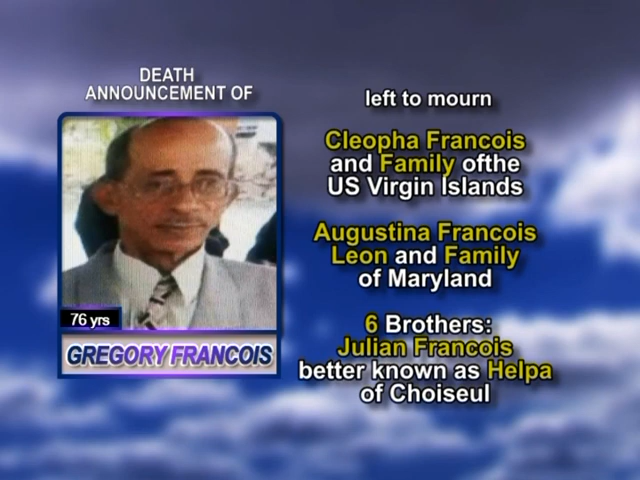 DEATH
ANNOUNCEMENT OF
76 yrs
GREGORY FRANCOIS
left to mourn
Cleopha Francois
and Family ofthe
US Virgin Islands
Augustina Francois
Leon and Family
of Maryland
6 Brothers:
Julian Francois
better known as Helpa
of Choiseul